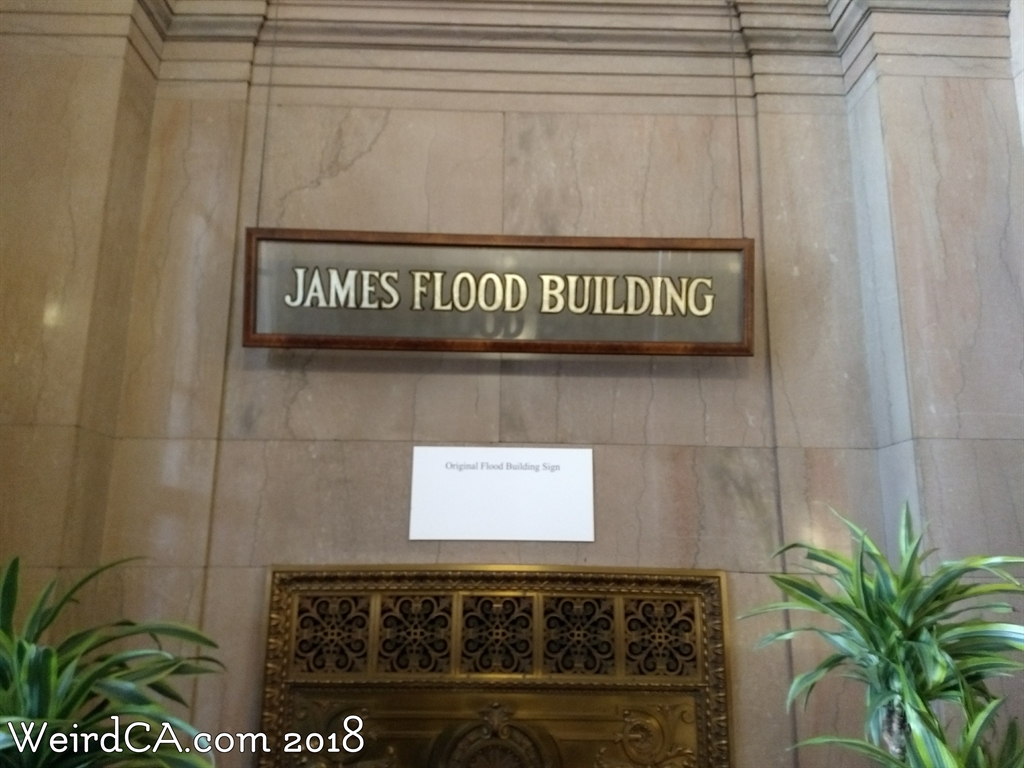 JAMES FLOOD BUILDING
Original Flood Building Sign
WeirdCA.com 2018